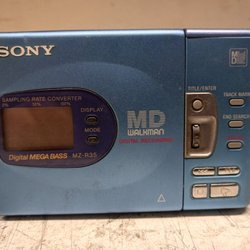 SONY
SAMPLING RATE CONVERTER
DISPLAY
MODE
Digital MEGA BASS MZ-R35
MD
WALKMAN
DIGITAL RECORDING
TITLE/ENTER
TRACK MARK
END SEARCH